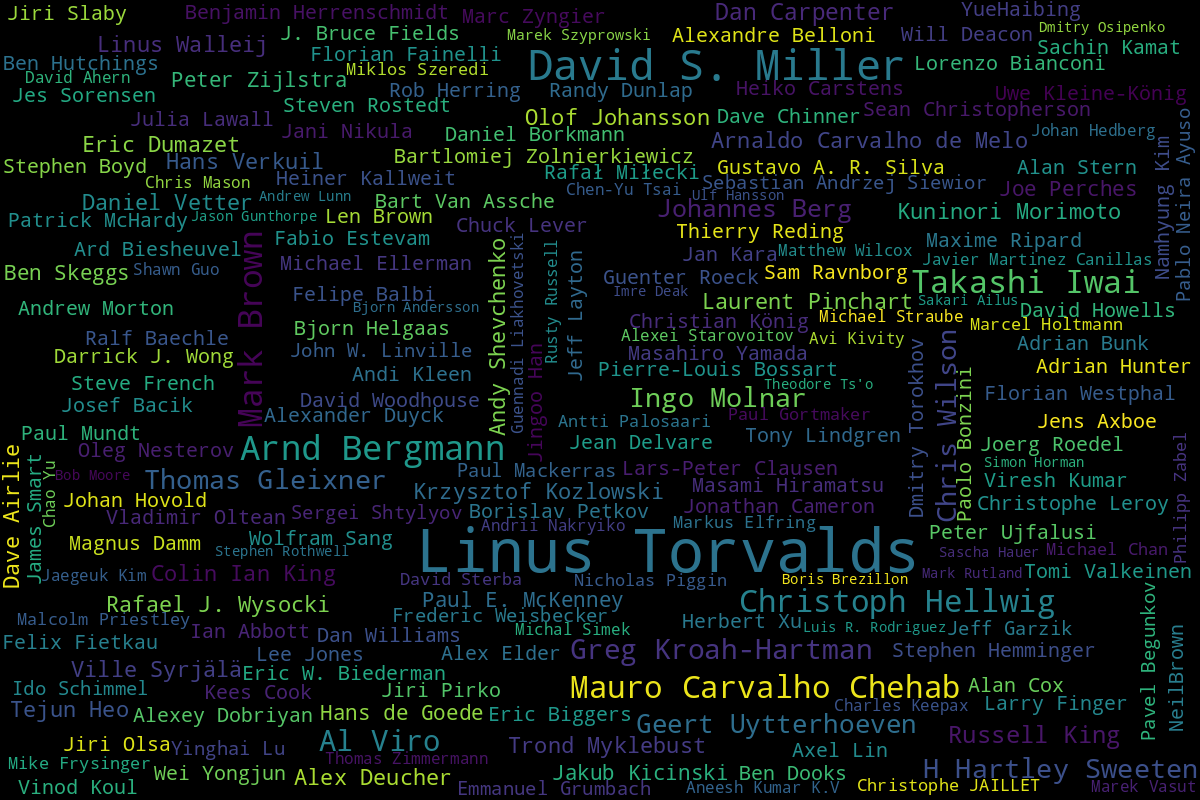 Jiri Slaby
Benjamin Herrenschmidt
Marc Zyngier
Dan Carpenter
YueHaibing
Dmitry Osipenko
Linus Walleij
J. Bruce Fields
Marek Szyprowski
Alexandre Belloni
Will Deacon
Sachin Kamat
Florian Fainelli
Ben Hutchings
Miklos Szeredi
David S. Miller
Lorenzo Bianconi
David Ahern
Peter Zijlstra
Rob Herring
Randy Dunlap
Heiko Carstens
Uwe Kleine-König
Jes Sorensen
Steven Rostedt
Olof Johansson
Dave Chinner
Sean Christopherson
Julia Lawall
Jani Nikula
Daniel Borkmann
Arnaldo Carvalho de Melo
Johan Hedberg
Pablo Neira Ayuso
Namhyung Kim
Eric Dumazet
Stephen Boyd
Hans Verkuil
Bartlomiej Zolnierkiewicz
Rafał Miłecki
Gustavo A. R. Silva
Alan Stern
Chris Mason
Heiner Kallweit
Chen-Yu Tsai
Sebastian Andrzej Siewior
Joe Perches
Daniel Vetter
Andrew Lunn
Bart Van Assche
Ulf Hansson
Patrick McHardy
Jason Gunthorpe
Len Brown
Chuck Lever
Johannes Berg
Kuninori Morimoto
Thierry Reding
Ard Biesheuvel
Mark Brown
Fabio Estevam
Andy Shevchenko
Guennadi Liakhovetski
Rusty Russell
Jeff Layton
Jan Kara
Matthew Wilcox
Maxime Ripard
Javier Martinez Canillas
Ben Skeggs
Shawn Guo
Michael Ellerman
Guenter Roeck
Sam Ravnborg
Takashi Iwai
Imre Deak
Andrew Morton
Felipe Balbi
Bjorn Andersson
Laurent Pinchart
Sakari Ailus
David Howells
Christian König
Michael Straube
Marcel Holtmann
Ralf Baechle
Bjorn Helgaas
Alexei Starovoitov
Avi Kivity
Adrian Bunk
Darrick J. Wong
John W. Linville
Jingoo Han
Masahiro Yamada
Dmitry Torokhov
Chris Wilson
Adrian Hunter
Steve French
Andi Kleen
Pierre-Louis Bossart
Theodore Ts'o
Paolo Bonzini
Florian Westphal
Josef Bacik
David Woodhouse
Ingo Molnar
Alexander Duyck
Antti Palosaari
Paul Gortmaker
Jens Axboe
Paul Mundt
Oleg Nesterov
Arnd Bergmann
Jean Delvare
Tony Lindgren
Joerg Roedel
Philipp Zabel
Dave Airlie
James Smart
Chao Yu
Bob Moore
Thomas Gleixner
Paul Mackerras
Lars-Peter Clausen
Simon Horman
Viresh Kumar
Johan Hovold
Krzysztof Kozlowski
Masami Hiramatsu
Christophe Leroy
Vladimir Oltean
Sergei Shtylyov
Borislav Petkov
Jonathan Cameron
Andrii Nakryiko
Markus Elfring
Peter Ujfalusi
Magnus Damm
Wolfram Sang
Stephen Rothwell
Linus Torvalds
Sascha Hauer
Michael Chan
Jaegeuk Kim
Colin Ian King
David Sterba
Nicholas Piggin
Boris Brezillon
Mark Rutland
Tomi Valkeinen
Rafael J. Wysocki
Paul E. McKenney
Christoph Hellwig
Pavel Begunkov
Malcolm Priestley
Frederic Weisbecker
Herbert Xu
Luis R. Rodriguez
Jeff Garzik
Ian Abbott
Dan Williams
Michal Simek
Felix Fietkau
Lee Jones
Alex Elder
Greg Kroah-Hartman
Stephen Hemminger
Ville Syrjälä
Eric W. Biederman
NeilBrown
Ido Schimmel
Kees Cook
Jiri Pirko
Mauro Carvalho Chehab
Alan Cox
Tejun Heo
Alexey Dobriyan
Hans de Goede
Eric Biggers
Charles Keepax
Larry Finger
Geert Uytterhoeven
Jiri Olsa
Yinghai Lu
Al Viro
Trond Myklebust
Axel Lin
Russell King
Mike Frysinger
Thomas Zimmermann
Wei Yongjun
Alex Deucher
Jakub Kicinski
Ben Dooks
H Hartley Sweeten
Vinod Koul
Emmanuel Grumbach
Aneesh Kumar K.V
Christophe JAILLET
Marek Vasut